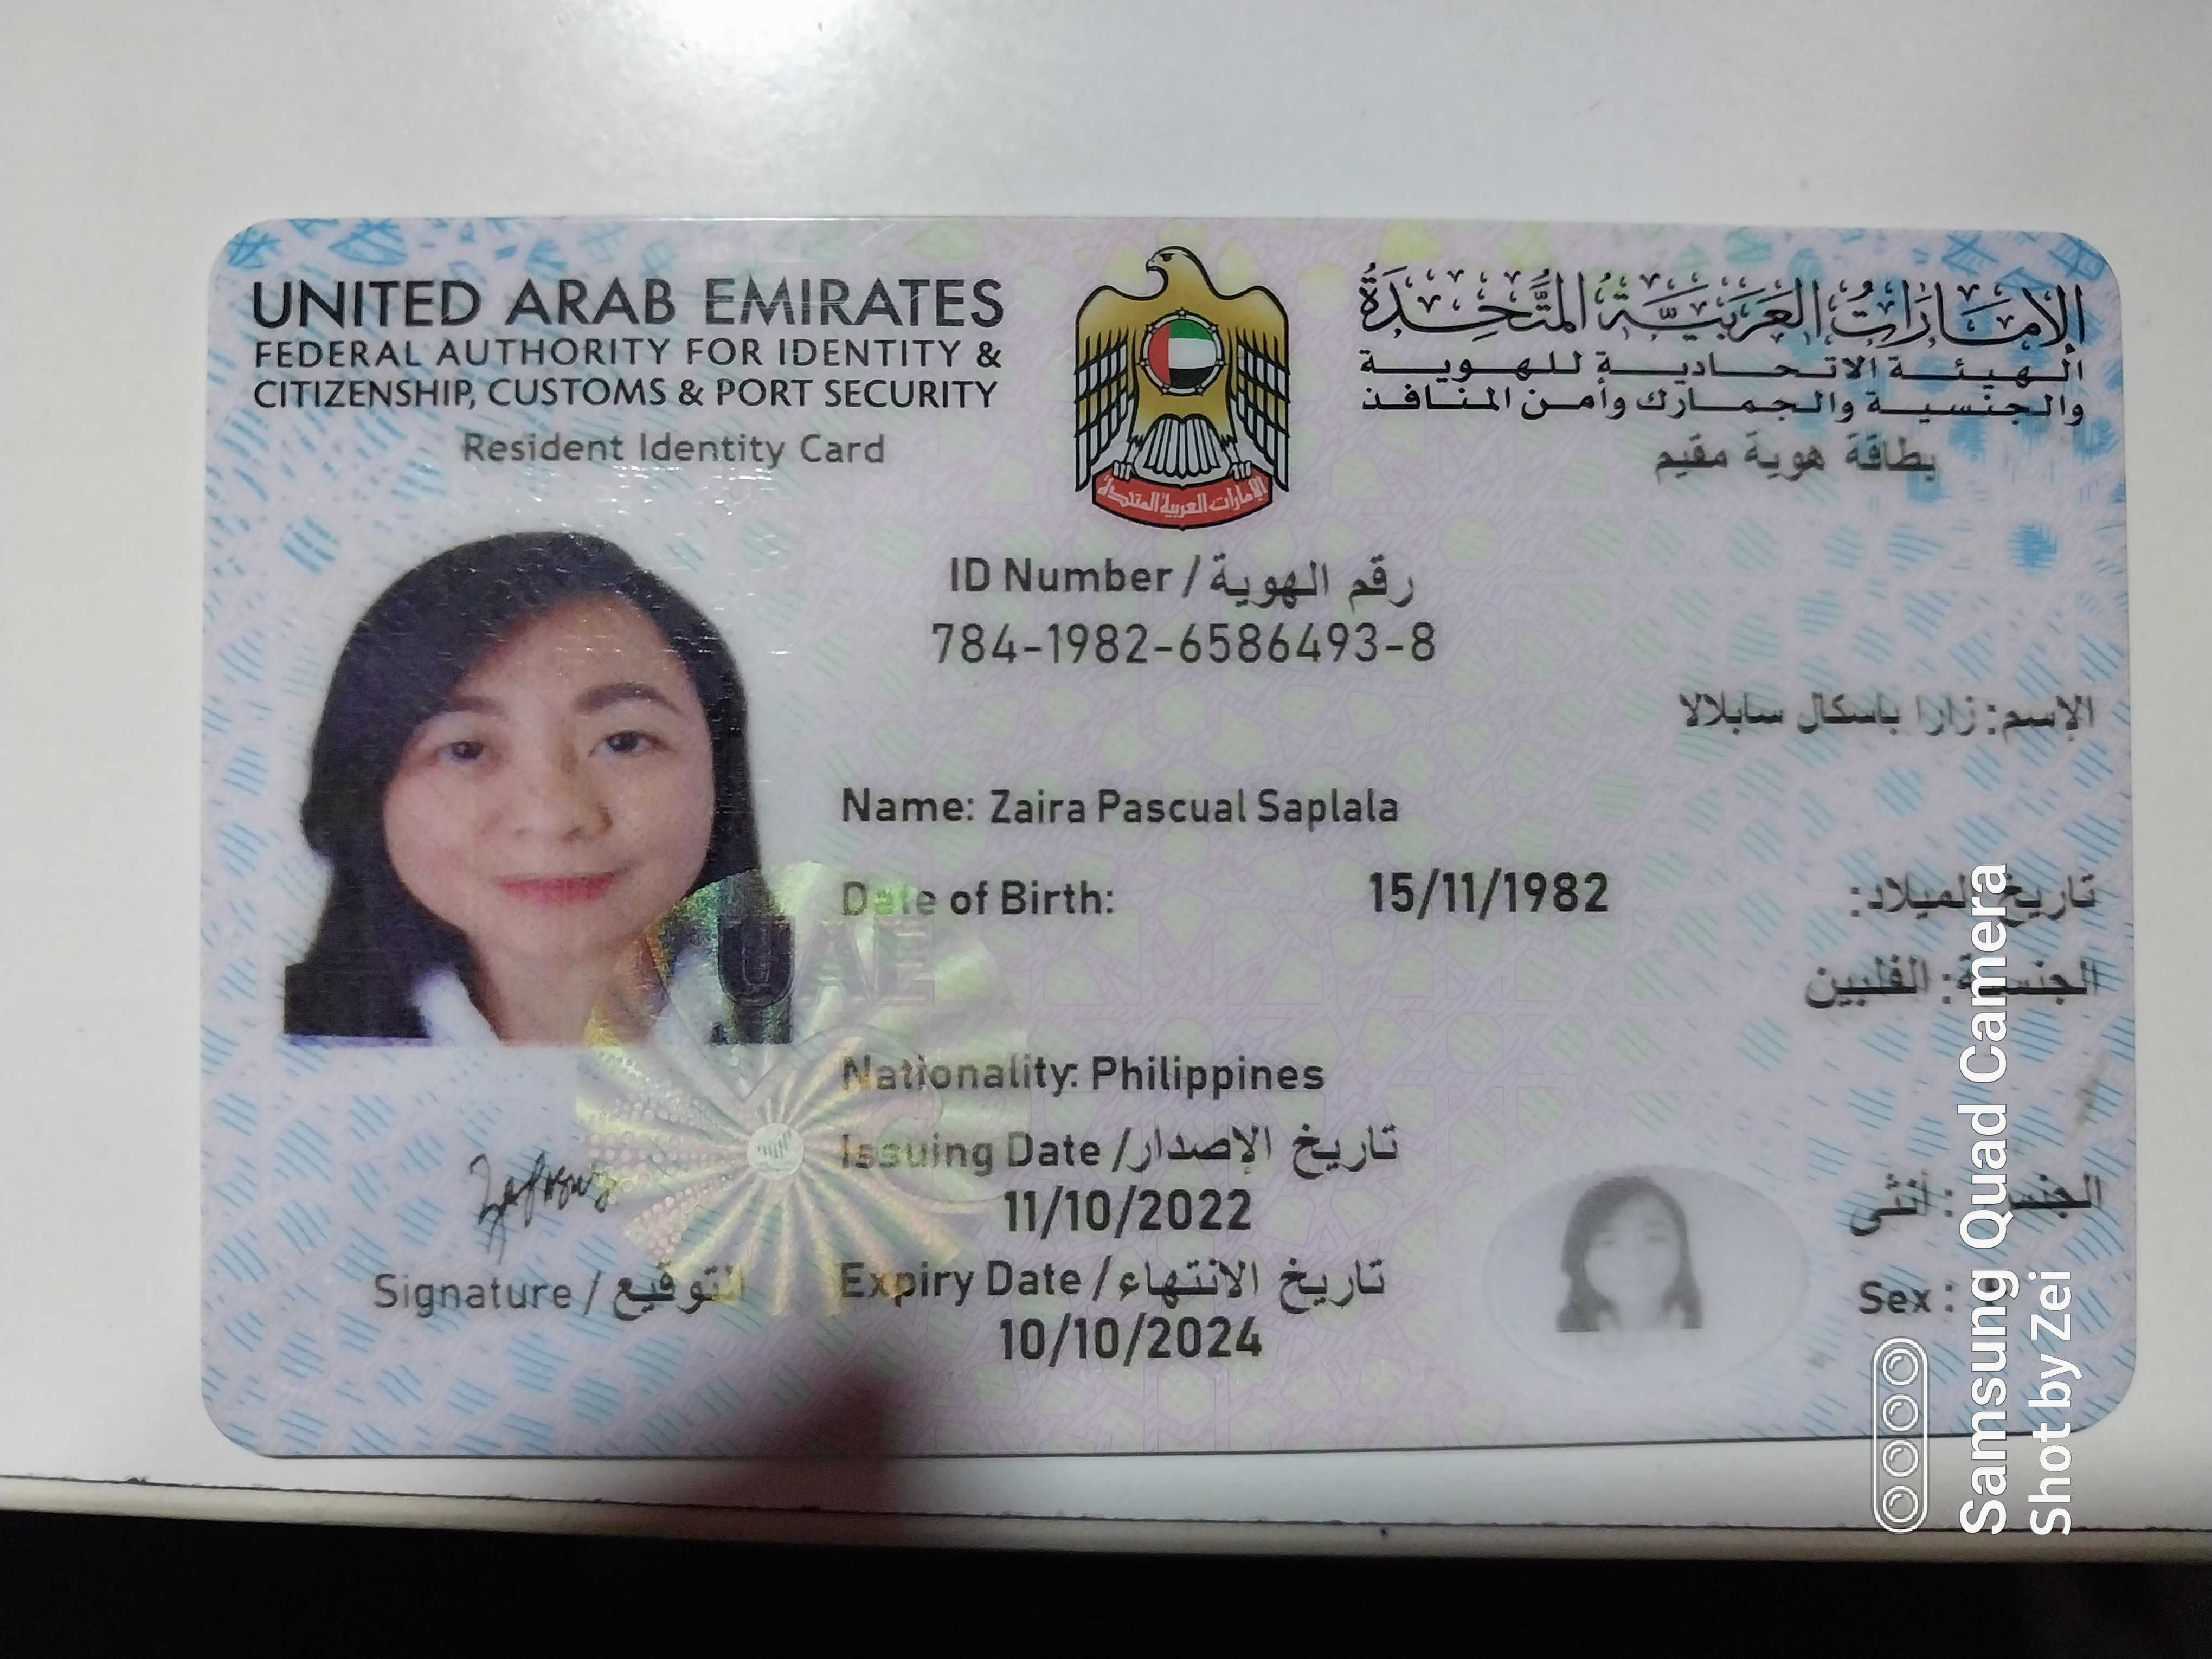 UNITED ARAB EMIRATES
FEDERAL AUTHORITY FOR IDENTITY &
CITIZENSHIP, CUSTOMS & PORT SECURITY
Resident Identity Card
الإمارات العربية المتحدة
الإمارات العربية المتحدة
الهيئة الاتحادية للهوية
والجنسية والجمارك وأمن المنافذ
بطاقة هوية مقيم
ID Number / رقم الهوية
784-1982-6586493-8
الإسم: زارا باسكال سابلالا
Name: Zaira Pascual Saplala
Date of Birth: 15/11/1982 تاريخ الميلاد:
الجنسية: الفلبين
UAE
Nationality: Philippines
Issuing Date / تاريخ الإصدار
11/10/2022
الجنس: أنثى
Expiry Date / تاريخ الانتهاء
10/10/2024
Sex:
Signature / التوقيع
Samsung Quad Camera
Shot by Zei